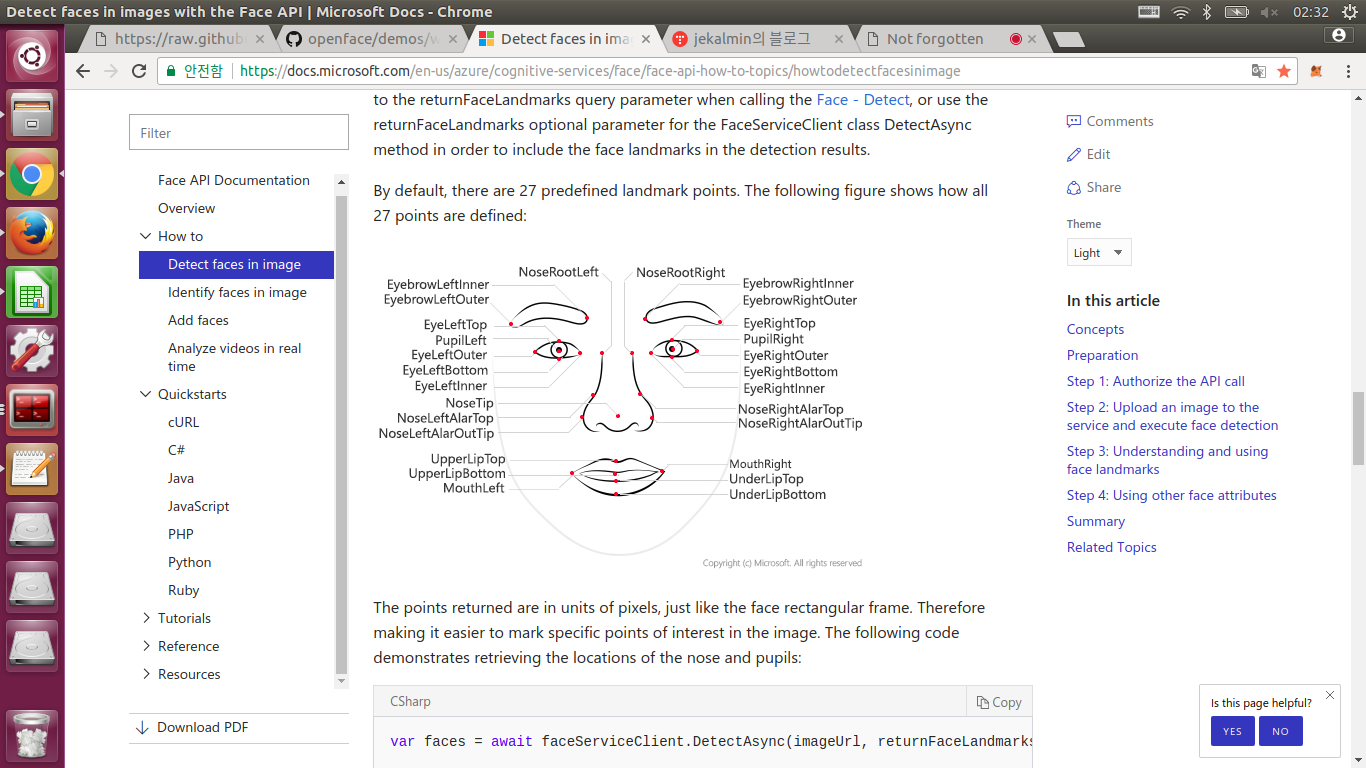 Detect faces in images with the Face API | Microsoft Docs - Chrome
02:32
https://raw.github
openface/demos/w
Detect faces in ima
jekalmin의 블로그
Not forgotten
안전함
https://docs.microsoft.com/en-us/azure/cognitive-services/face/face-api-how-to-topics/howtodetectfacesinimage
Filter
Face API Documentation
Overview
How to
Detect faces in image
Identify faces in image
Add faces
Analyze videos in real
time
Quickstarts
cURL
C#
Java
JavaScript
PHP
Python
Ruby
Tutorials
Reference
Resources
Download PDF
to the returnFaceLandmarks query parameter when calling the Face - Detect, or use the
returnFaceLandmarks optional parameter for the FaceServiceClient class DetectAsync
method in order to include the face landmarks in the detection results.
By default, there are 27 predefined landmark points. The following figure shows how all
27 points are defined:
NoseRootLeft
NoseRootRight
EyebrowLeftInner
EyebrowLeftOuter
EyeLeftTop
PupilLeft
EyeLeftOuter
EyeLeftBottom
EyeLeftInner
NoseTip
NoseLeftAlarTop
NoseLeftAlarOutTip
UpperLipTop
UpperLipBottom
MouthLeft
EyebrowRightInner
EyebrowRightOuter
EyeRightTop
PupilRight
EyeRightOuter
EyeRightBottom
EyeRightInner
NoseRightAlarTop
NoseRightAlarOutTip
MouthRight
UnderLipTop
UnderLipBottom
Copyright (c) Microsoft. All rights reserved
The points returned are in units of pixels, just like the face rectangular frame. Therefore
making it easier to mark specific points of interest in the image. The following code
demonstrates retrieving the locations of the nose and pupils:
CSharp
Copy
var faces = await faceServiceClient.DetectAsync(imageUrl, returnFaceLandmarks
Comments
Edit
Share
Theme
Light
In this article
Concepts
Preparation
Step 1: Authorize the API call
Step 2: Upload an image to the
service and execute face detection
Step 3: Understanding and using
face landmarks
Step 4: Using other face attributes
Summary
Related Topics
Is this page helpful?
YES
NO